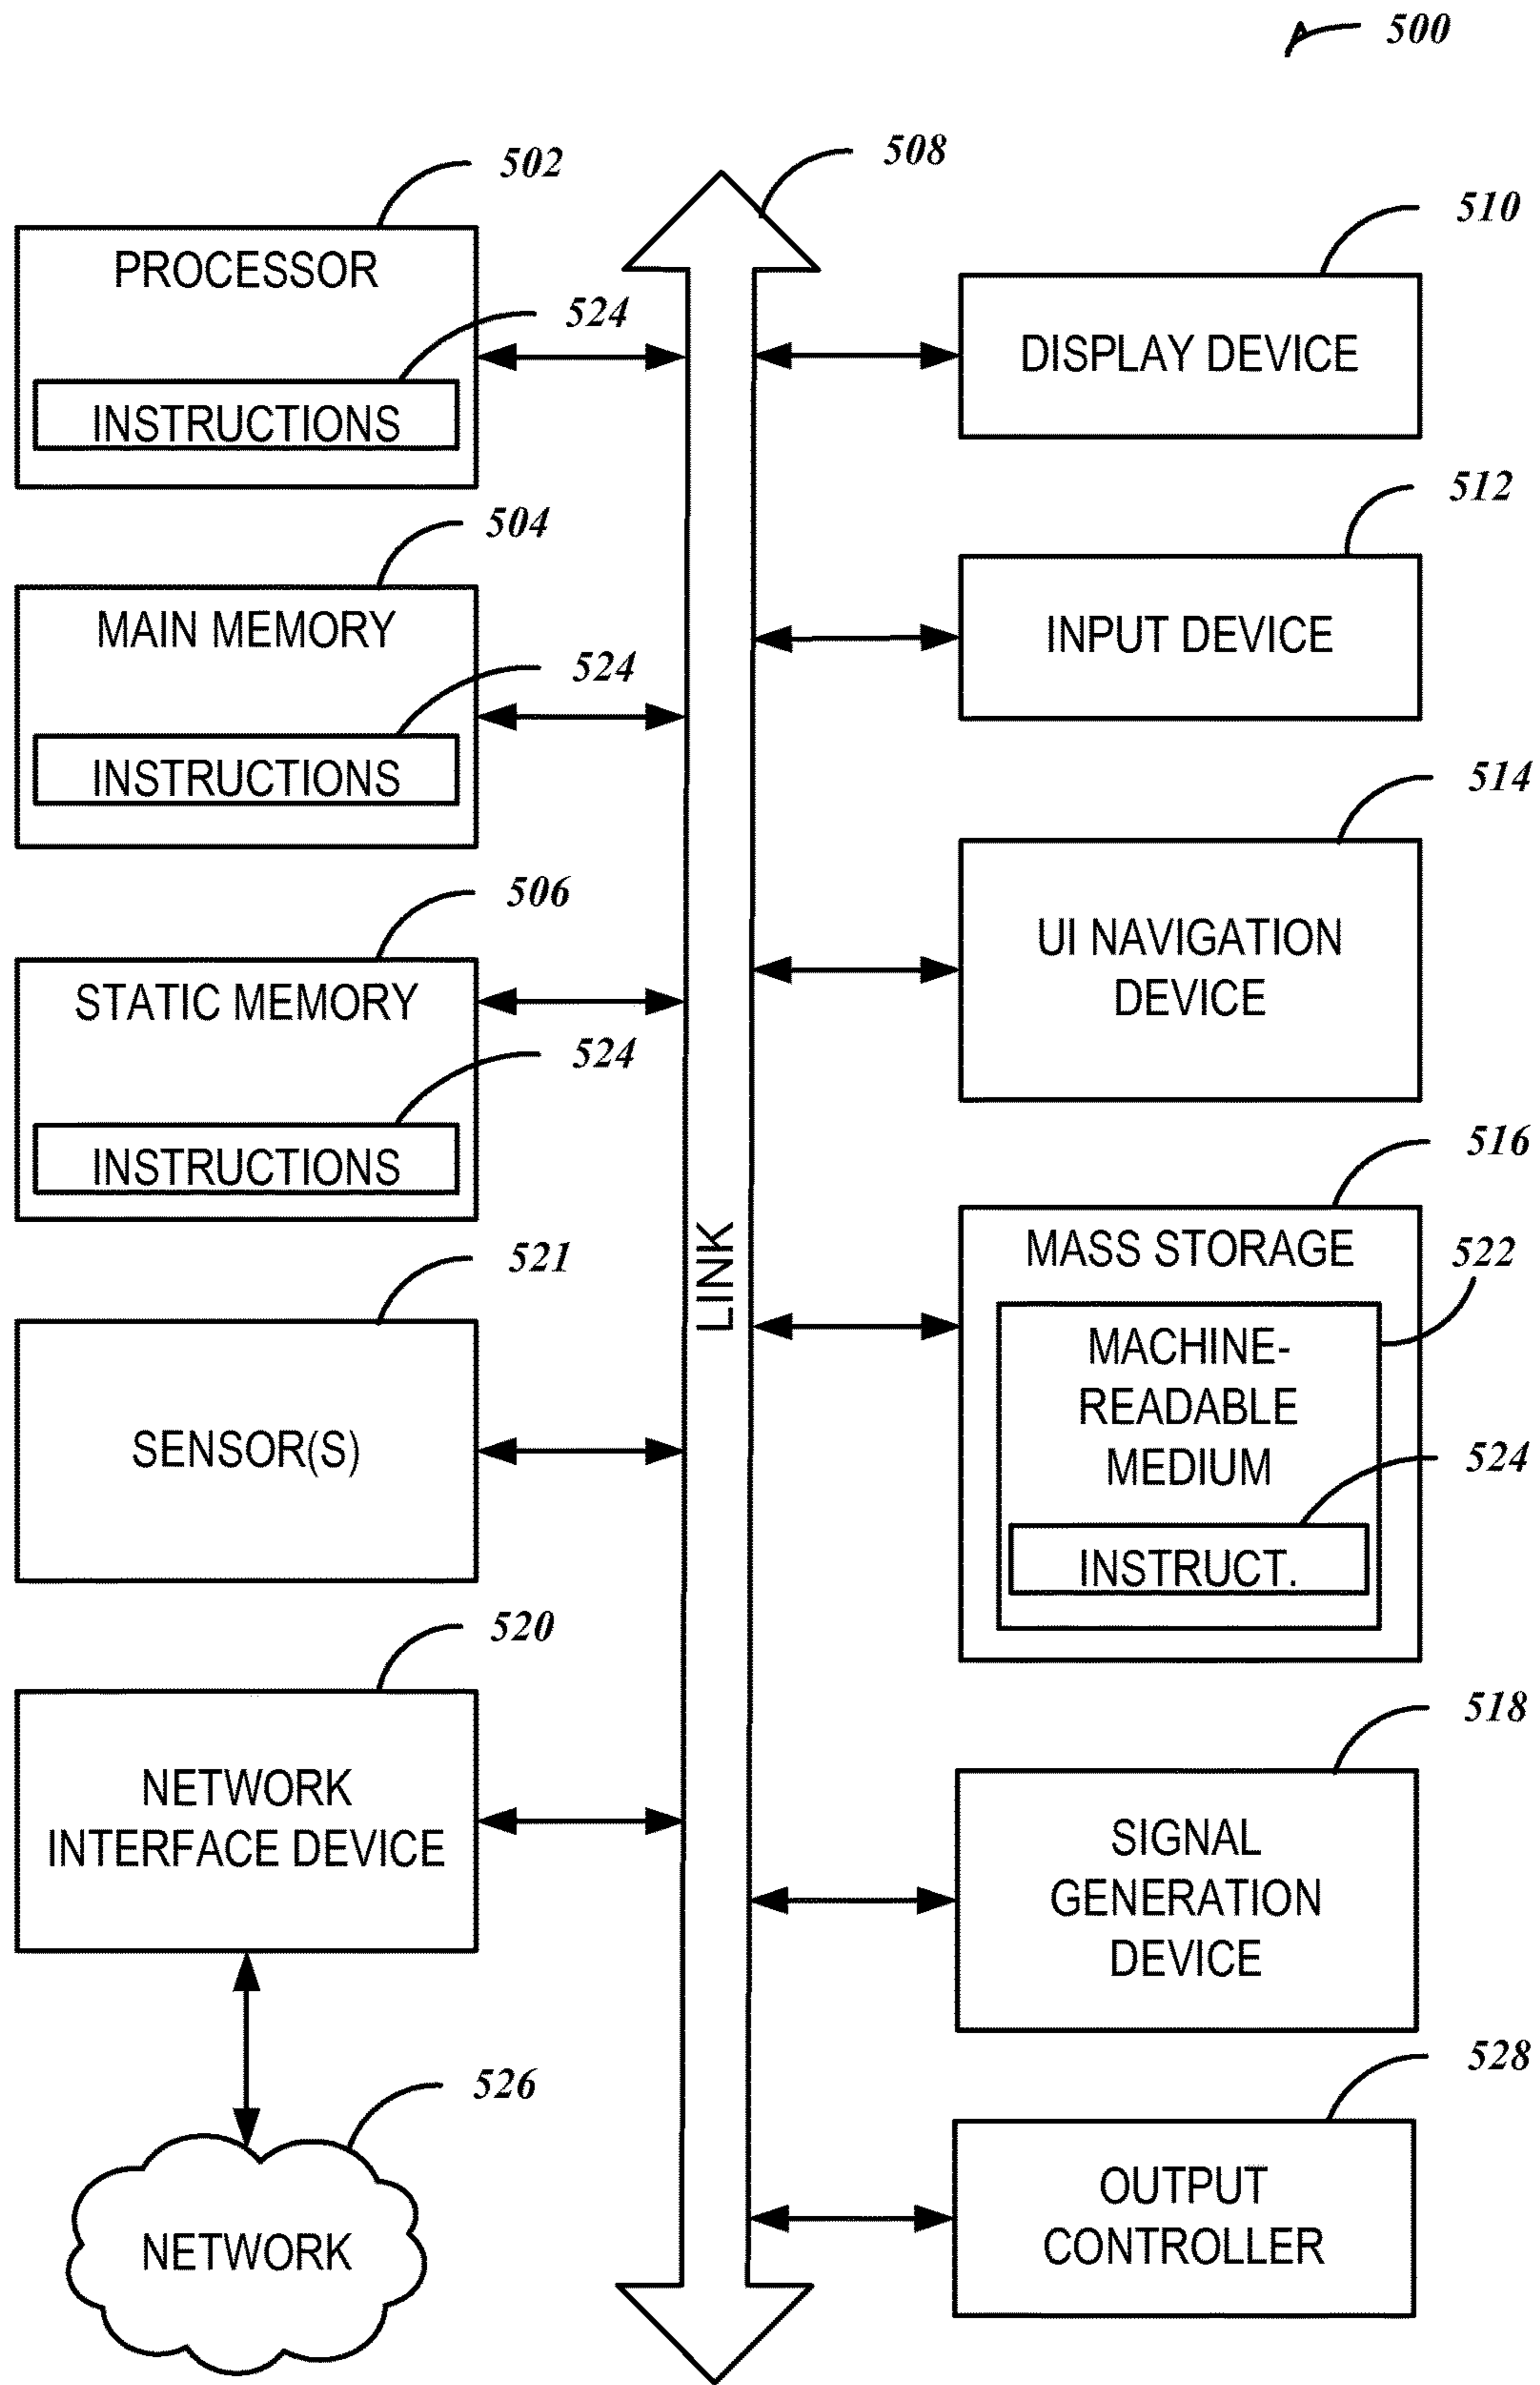 500
502
PROCESSOR
524
INSTRUCTIONS
504
MAIN MEMORY
524
INSTRUCTIONS
506
STATIC MEMORY
524
INSTRUCTIONS
521
SENSOR(S)
520
NETWORK
INTERFACE DEVICE
526
NETWORK
508
LINK
510
DISPLAY DEVICE
512
INPUT DEVICE
514
UI NAVIGATION
DEVICE
516
MASS STORAGE
522
MACHINE-
READABLE
MEDIUM
524
INSTRUCT.
518
SIGNAL
GENERATION
DEVICE
528
OUTPUT
CONTROLLER